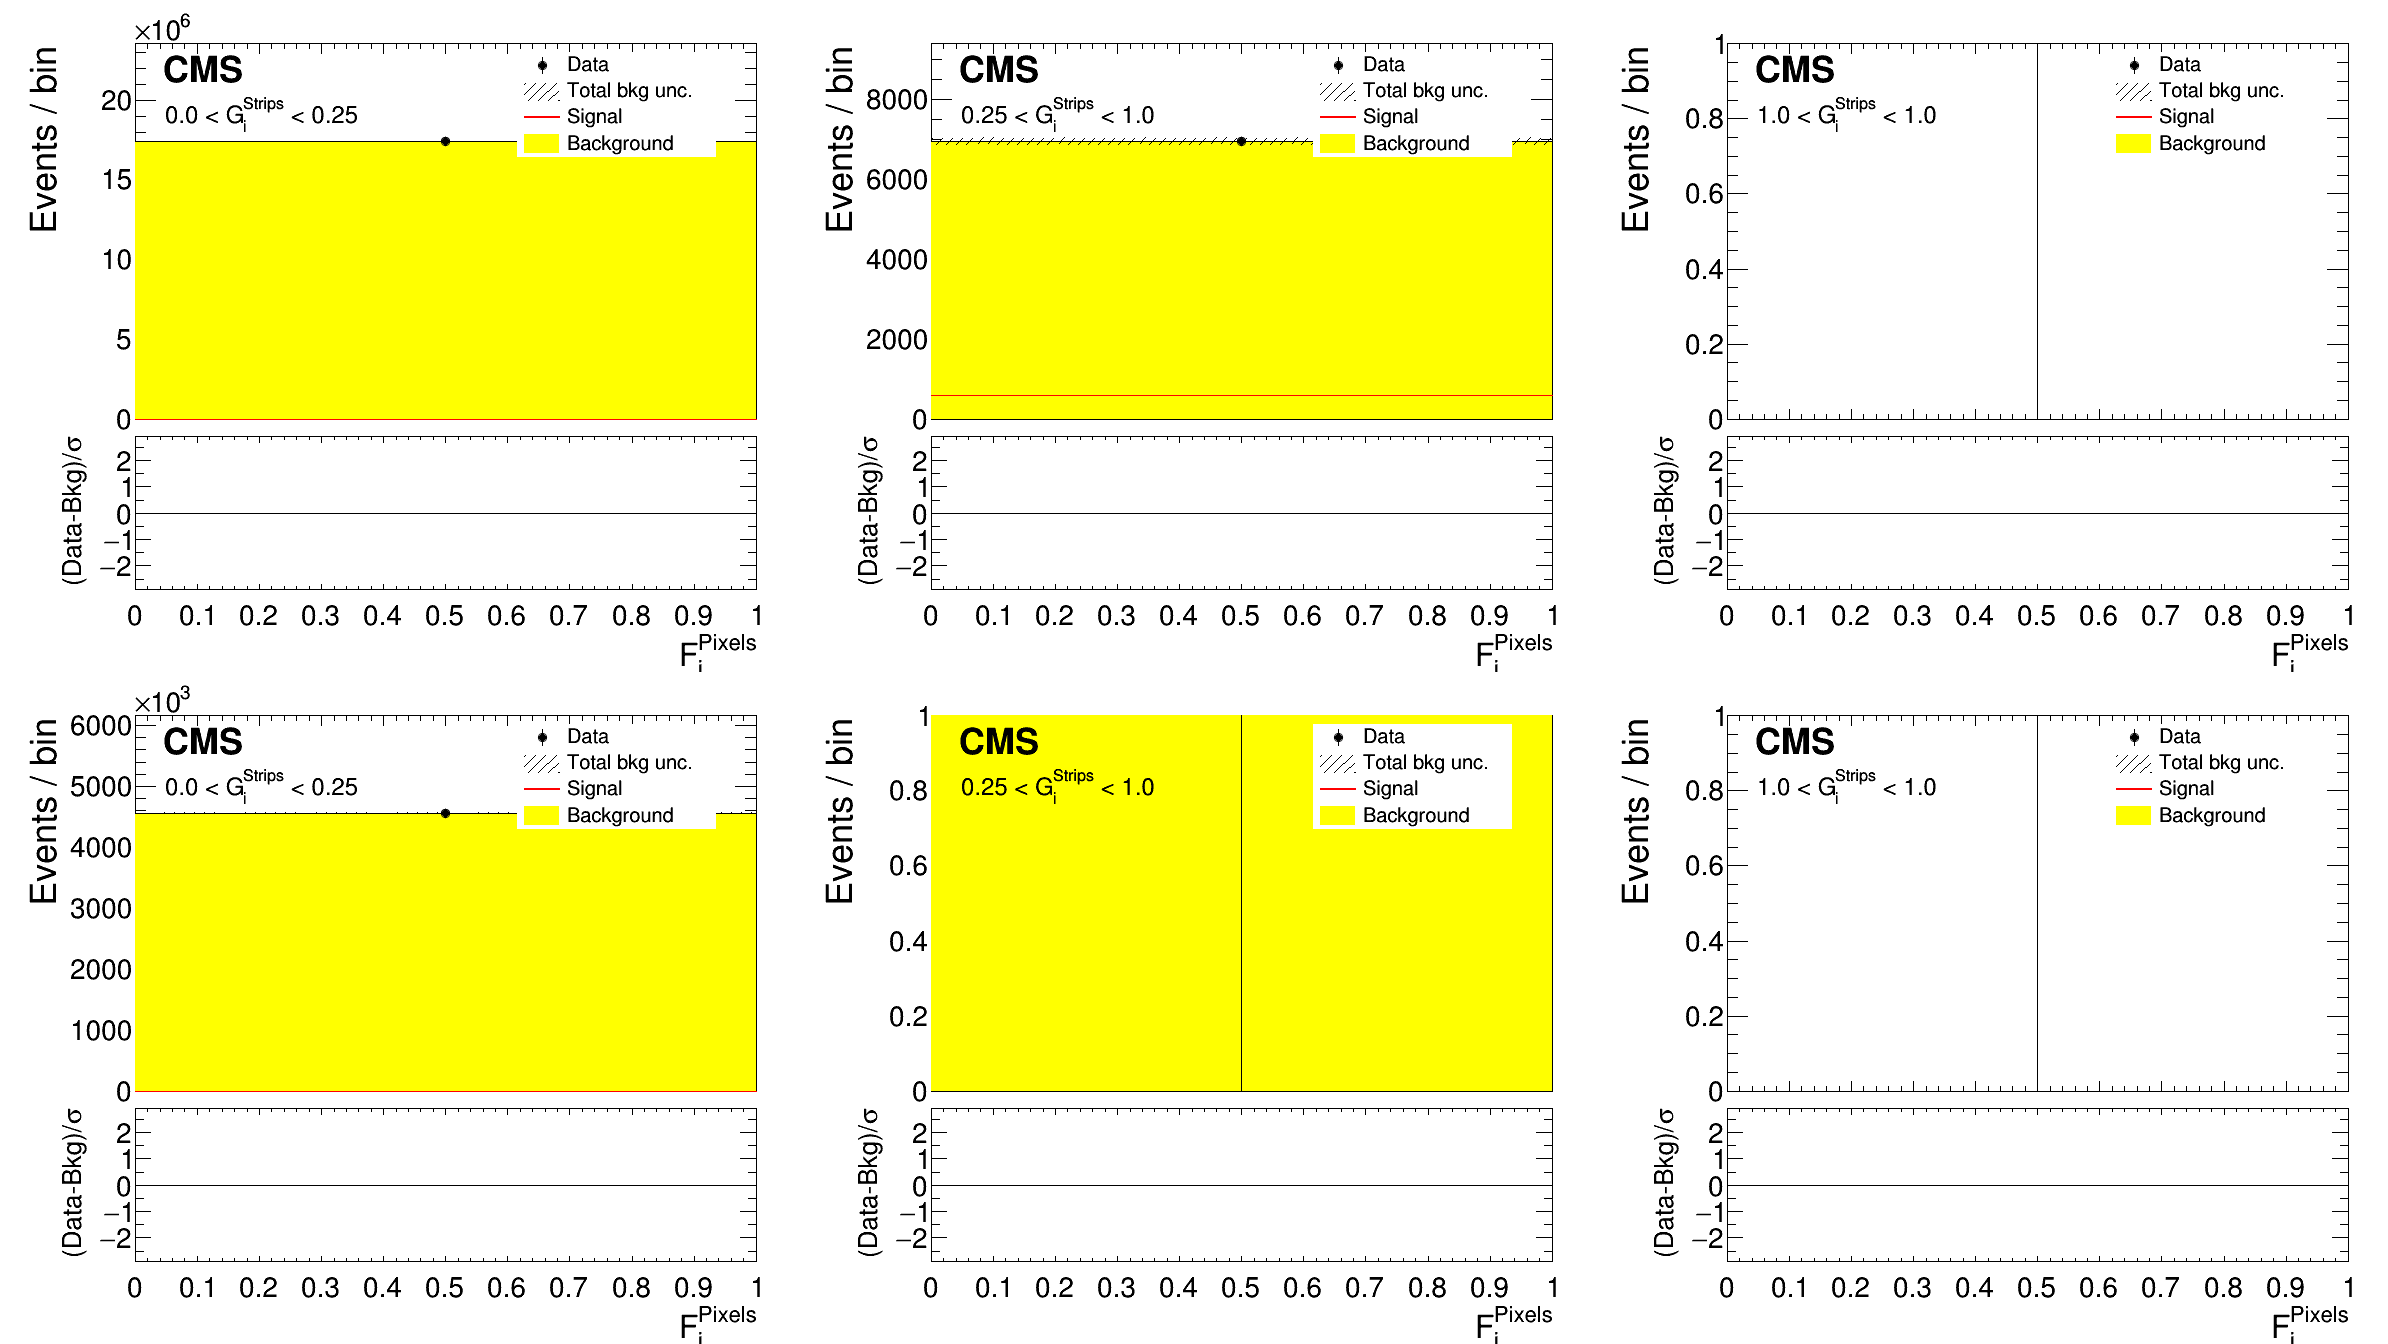 ×10⁶
CMS
0.0 < G_i^Strips < 0.25
Data
Total bkg unc.
Signal
Background
Events / bin
20
15
10
5
0
(Data-Bkg)/σ
2
1
0
−1
−2
0 0.1 0.2 0.3 0.4 0.5 0.6 0.7 0.8 0.9 1
F_i^Pixels
CMS
0.25 < G_i^Strips < 1.0
Data
Total bkg unc.
Signal
Background
Events / bin
8000
6000
4000
2000
0
(Data-Bkg)/σ
2
1
0
−1
−2
0 0.1 0.2 0.3 0.4 0.5 0.6 0.7 0.8 0.9 1
F_i^Pixels
CMS
1.0 < G_i^Strips < 1.0
Data
Total bkg unc.
Signal
Background
Events / bin
1
0.8
0.6
0.4
0.2
0
(Data-Bkg)/σ
2
1
0
−1
−2
0 0.1 0.2 0.3 0.4 0.5 0.6 0.7 0.8 0.9 1
F_i^Pixels
×10³
CMS
0.0 < G_i^Strips < 0.25
Data
Total bkg unc.
Signal
Background
Events / bin
6000
5000
4000
3000
2000
1000
0
(Data-Bkg)/σ
2
1
0
−1
−2
0 0.1 0.2 0.3 0.4 0.5 0.6 0.7 0.8 0.9 1
F_i^Pixels
CMS
0.25 < G_i^Strips < 1.0
Data
Total bkg unc.
Signal
Background
Events / bin
1
0.8
0.6
0.4
0.2
0
(Data-Bkg)/σ
2
1
0
−1
−2
0 0.1 0.2 0.3 0.4 0.5 0.6 0.7 0.8 0.9 1
F_i^Pixels
CMS
1.0 < G_i^Strips < 1.0
Data
Total bkg unc.
Signal
Background
Events / bin
1
0.8
0.6
0.4
0.2
0
(Data-Bkg)/σ
2
1
0
−1
−2
0 0.1 0.2 0.3 0.4 0.5 0.6 0.7 0.8 0.9 1
F_i^Pixels